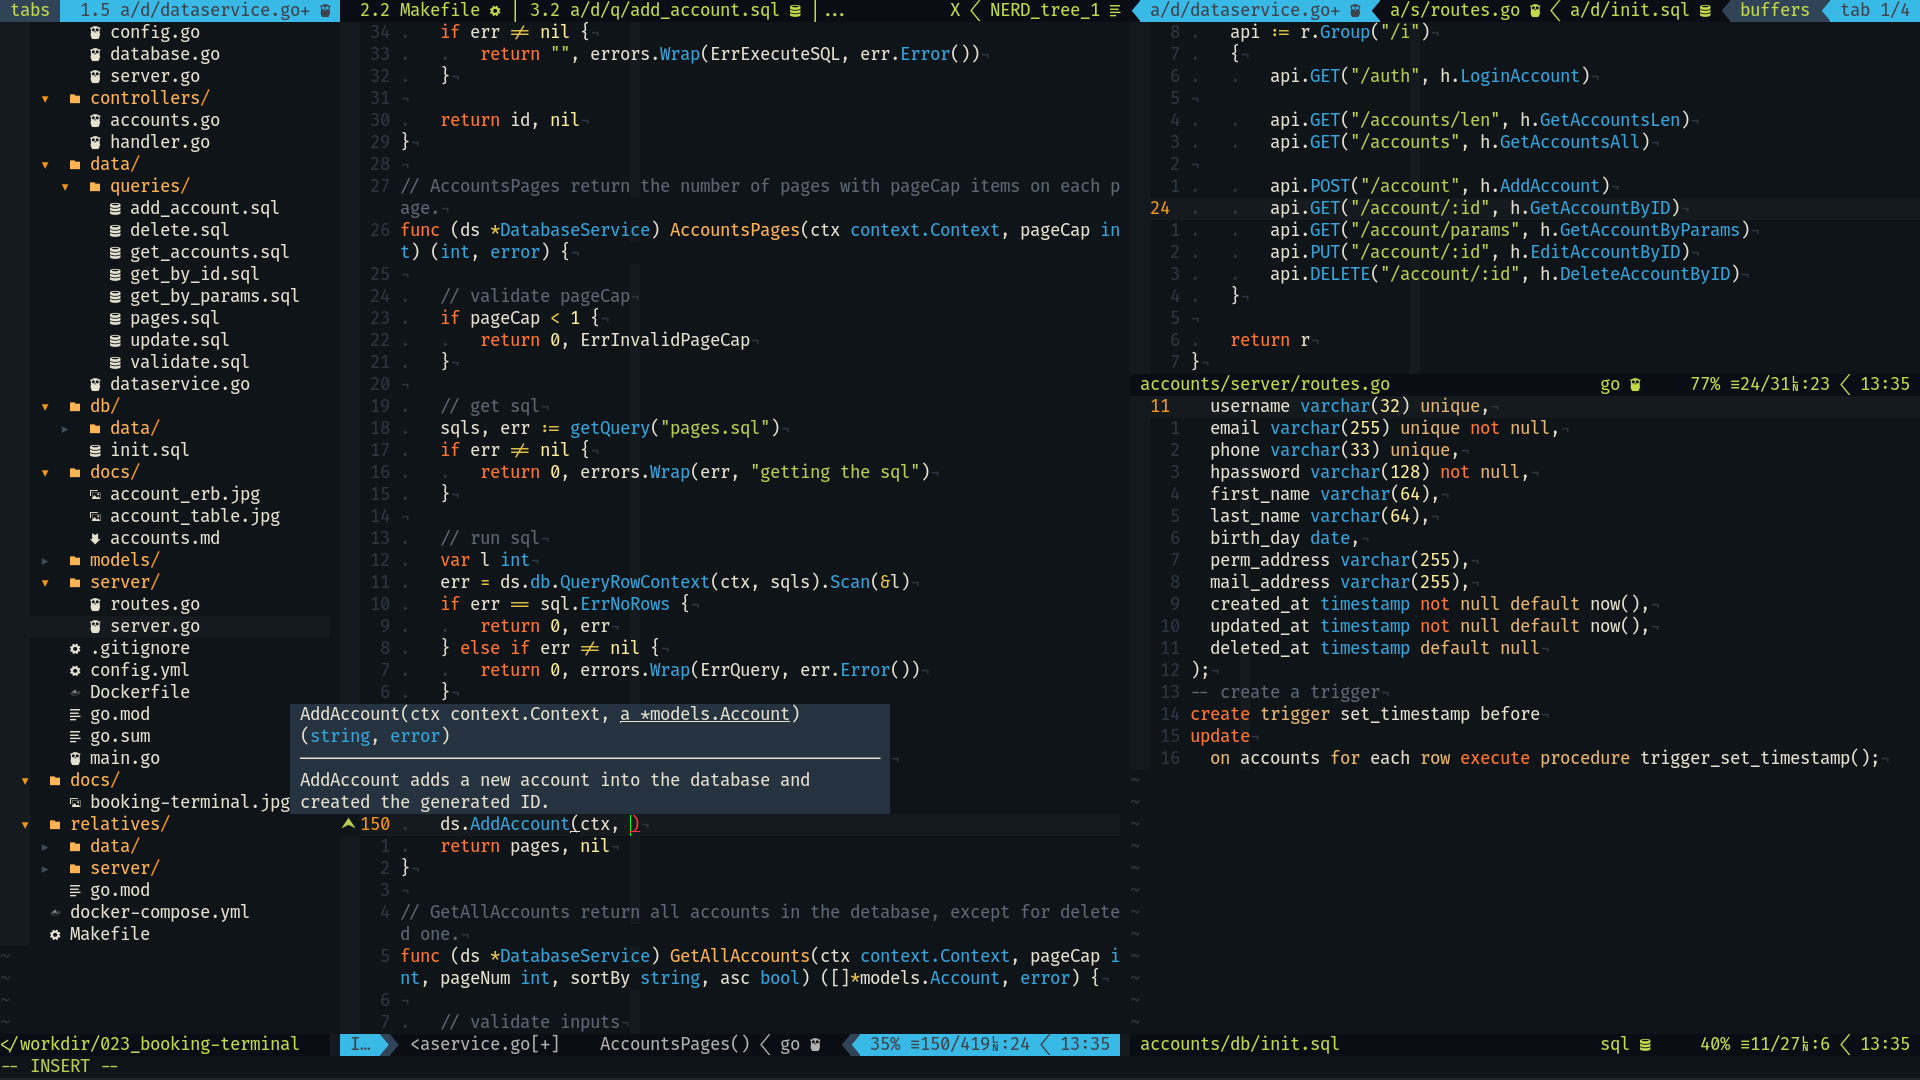 tabs 1.5 a/d/dataservice.go+ 2.2 Makefile | 3.2 a/d/q/add_account.sql |... X < NERD_tree_1 a/d/dataservice.go+ a/s/routes.go < a/d/init.sql buffers tab 1/4
config.go
database.go
server.go
▾ controllers/
accounts.go
handler.go
▾ data/
▾ queries/
add_account.sql
delete.sql
get_accounts.sql
get_by_id.sql
get_by_params.sql
pages.sql
update.sql
validate.sql
dataservice.go
▾ db/
▸ data/
init.sql
▾ docs/
account_erb.jpg
account_table.jpg
accounts.md
▸ models/
▾ server/
routes.go
server.go
.gitignore
config.yml
Dockerfile
go.mod
go.sum
main.go
▾ docs/
booking-terminal.jpg
▾ relatives/
▸ data/
▸ server/
go.mod
docker-compose.yml
Makefile
~
~
~
~
</workdir/023_booking-terminal
-- INSERT --
34 . if err ≠ nil {¬
33 . . return "", errors.Wrap(ErrExecuteSQL, err.Error())¬
32 . }¬
31 ¬
30 . return id, nil¬
29 }¬
28 ¬
27 // AccountsPages return the number of pages with pageCap items on each p
age.¬
26 func (ds *DatabaseService) AccountsPages(ctx context.Context, pageCap in
t) (int, error) {¬
25 ¬
24 . // validate pageCap¬
23 . if pageCap < 1 {¬
22 . . return 0, ErrInvalidPageCap¬
21 . }¬
20 ¬
19 . // get sql¬
18 . sqls, err := getQuery("pages.sql")¬
17 . if err ≠ nil {¬
16 . . return 0, errors.Wrap(err, "getting the sql")¬
15 . }¬
14 ¬
13 . // run sql¬
12 . var l int¬
11 . err = ds.db.QueryRowContext(ctx, sqls).Scan(&l)¬
10 . if err == sql.ErrNoRows {¬
9 . . return 0, err¬
8 . } else if err ≠ nil {¬
7 . . return 0, errors.Wrap(ErrQuery, err.Error())¬
6 . }¬
AddAccount(ctx context.Context, a *models.Account)
(string, error)
AddAccount adds a new account into the database and
created the generated ID.
150 . ds.AddAccount(ctx, )¬
1 . return pages, nil¬
2 }¬
3 ¬
4 // GetAllAccounts return all accounts in the detabase, except for delete
d one.¬
5 func (ds *DatabaseService) GetAllAccounts(ctx context.Context, pageCap i
nt, pageNum int, sortBy string, asc bool) ([]*models.Account, error) {¬
6 ¬
7 . // validate inputs¬
I... <aservice.go[+] AccountsPages() < go 35% ≡150/419:24 < 13:35
8 . api := r.Group("/i")¬
7 . {¬
6 . . api.GET("/auth", h.LoginAccount)¬
5 ¬
4 . . api.GET("/accounts/len", h.GetAccountsLen)¬
3 . . api.GET("/accounts", h.GetAccountsAll)¬
2 ¬
1 . . api.POST("/account", h.AddAccount)¬
24 . . api.GET("/account/:id", h.GetAccountByID)¬
1 . . api.GET("/account/params", h.GetAccountByParams)¬
2 . . api.PUT("/account/:id", h.EditAccountByID)¬
3 . . api.DELETE("/account/:id", h.DeleteAccountByID)¬
4 . }¬
5 ¬
6 . return r¬
7 }¬
accounts/server/routes.go go 77% ≡24/31:23 < 13:35
11 username varchar(32) unique,¬
1 email varchar(255) unique not null,¬
2 phone varchar(33) unique,¬
3 hpassword varchar(128) not null,¬
4 first_name varchar(64),¬
5 last_name varchar(64),¬
6 birth_day date,¬
7 perm_address varchar(255),¬
8 mail_address varchar(255),¬
9 created_at timestamp not null default now(),¬
10 updated_at timestamp not null default now(),¬
11 deleted_at timestamp default null¬
12 );¬
13 -- create a trigger¬
14 create trigger set_timestamp before¬
15 update¬
16 on accounts for each row execute procedure trigger_set_timestamp();¬
~
~
~
~
~
~
~
~
~
~
~
~
accounts/db/init.sql sql 40% ≡11/27:6 < 13:35